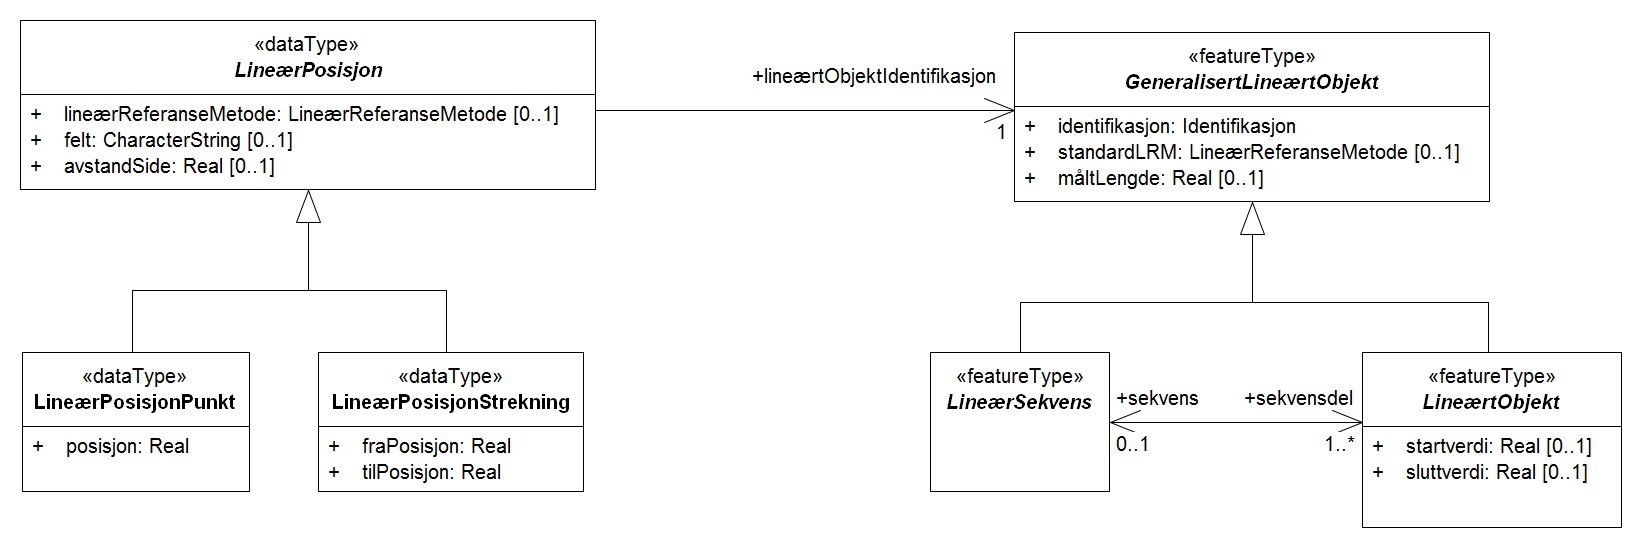 «dataType»
LineærPosisjon
+ lineærReferanseMetode: LineærReferanseMetode [0..1]
+ felt: CharacterString [0..1]
+ avstandSide: Real [0..1]
+lineærtObjektIdentifikasjon
1
«featureType»
GeneralisertLineærtObjekt
+ identifikasjon: Identifikasjon
+ standardLRM: LineærReferanseMetode [0..1]
+ måltLengde: Real [0..1]
«dataType»
LineærPosisjonPunkt
+ posisjon: Real
«dataType»
LineærPosisjonStrekning
+ fraPosisjon: Real
+ tilPosisjon: Real
«featureType»
LineærSekvens
+sekvens
0..1
+sekvensdel
1..*
«featureType»
LineærtObjekt
+ startverdi: Real [0..1]
+ sluttverdi: Real [0..1]